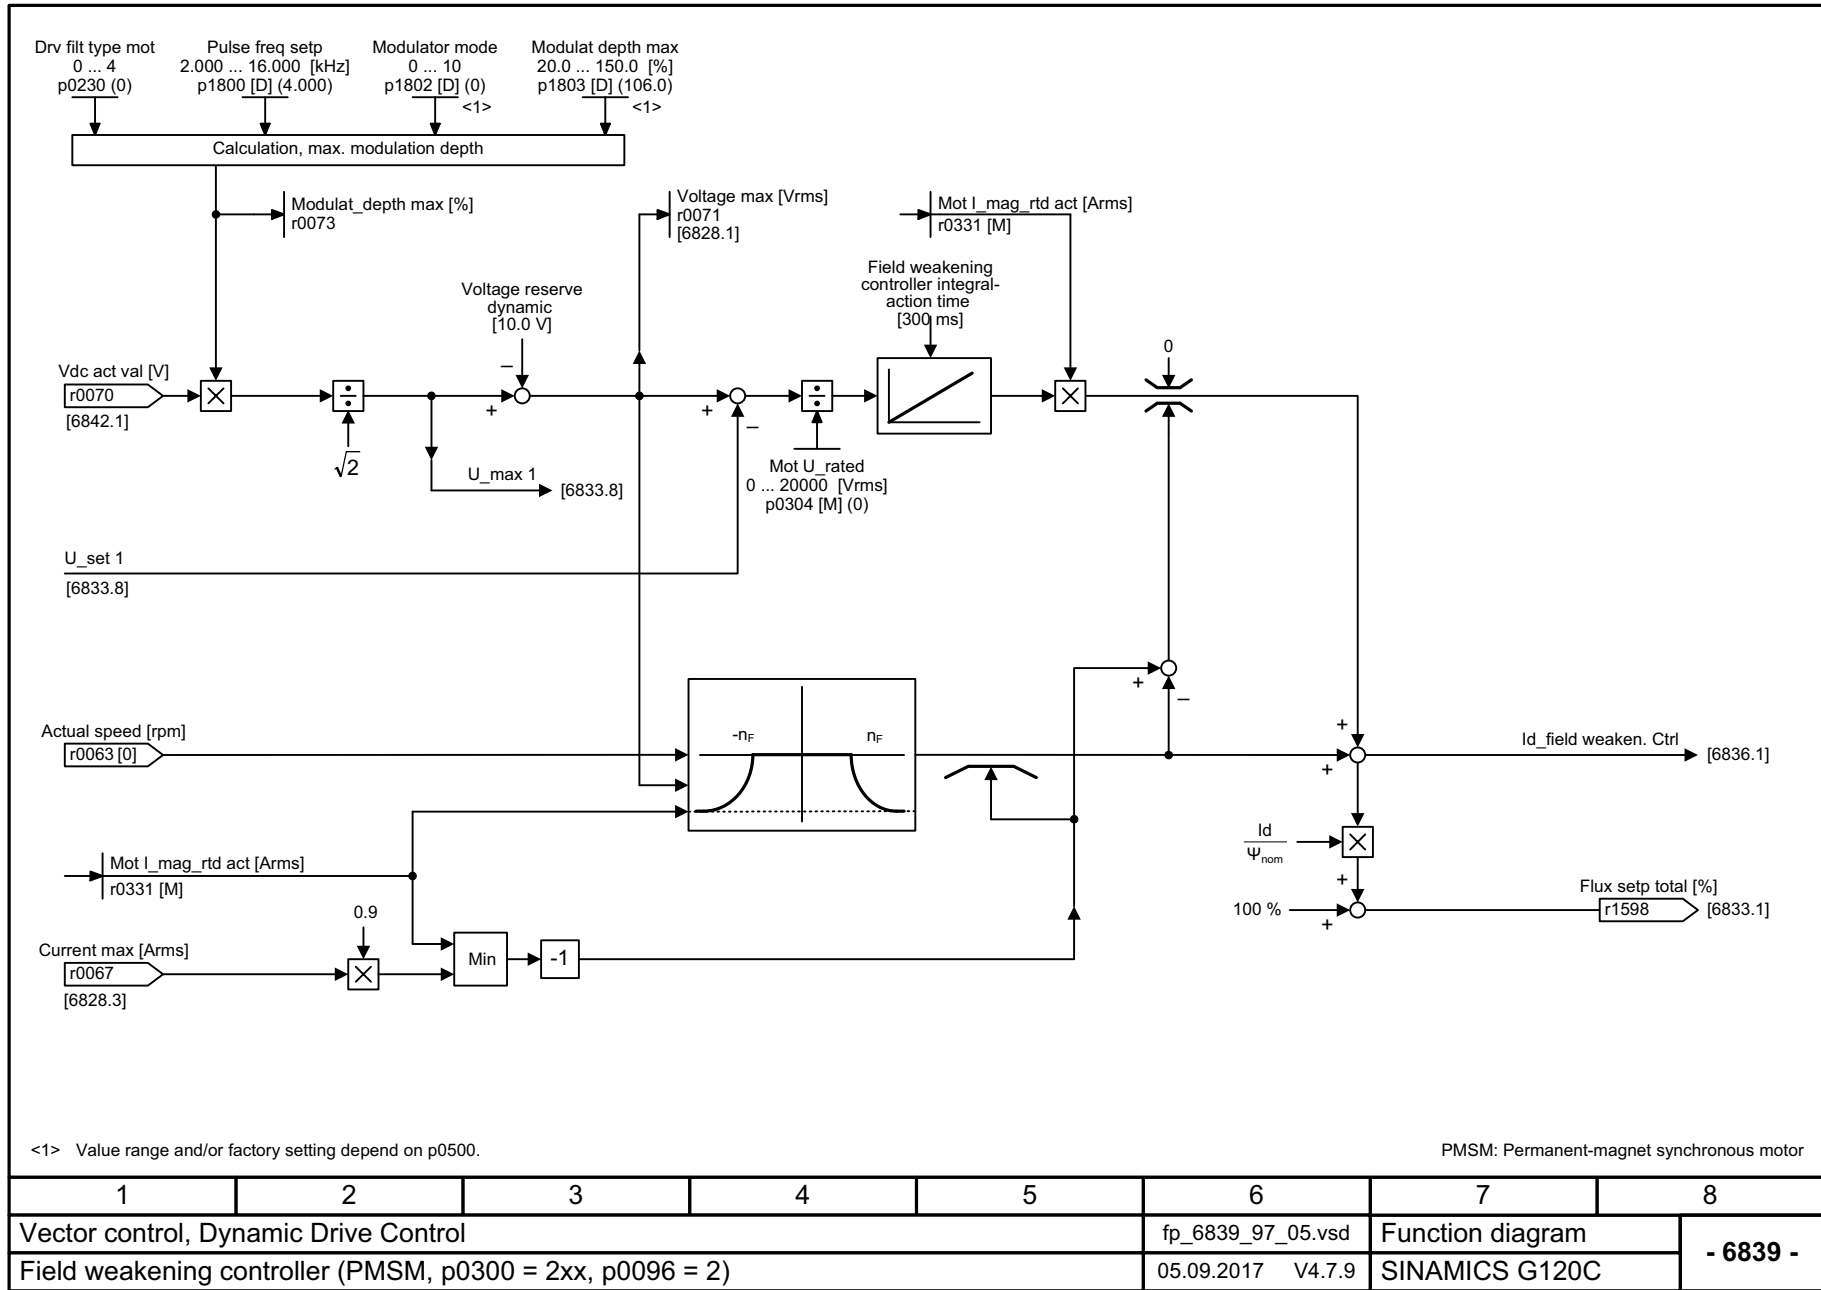 Drv filt type mot
0 ... 4
p0230 (0)
Pulse freq setp
2.000 ... 16.000 [kHz]
p1800 [D] (4.000)
Modulator mode
0 ... 10
p1802 [D] (0)
<1>
Modulat depth max
20.0 ... 150.0 [%]
p1803 [D] (106.0)
<1>
Calculation, max. modulation depth
Modulat_depth max [%]
r0073
Voltage max [Vrms]
r0071
[6828.1]
Mot I_mag_rtd act [Arms]
r0331 [M]
Voltage reserve
dynamic
[10.0 V]
Field weakening
controller integral-
action time
[300 ms]
0
Vdc act val [V]
r0070
[6842.1]
×
÷
√2
–
+
U_max 1
[6833.8]
+
–
÷
Mot U_rated
0 ... 20000 [Vrms]
p0304 [M] (0)
×
U_set 1
[6833.8]
+
–
Actual speed [rpm]
r0063 [0]
-nF
nF
+
+
Id_field weaken. Ctrl
[6836.1]
Id
Ψnom
×
Mot I_mag_rtd act [Arms]
r0331 [M]
+
100 %
+
Flux setp total [%]
r1598
[6833.1]
0.9
Current max [Arms]
r0067
[6828.3]
×
Min
-1
<1> Value range and/or factory setting depend on p0500.
PMSM: Permanent-magnet synchronous motor
1 2 3 4 5 6 7 8
Vector control, Dynamic Drive Control
fp_6839_97_05.vsd
Function diagram
- 6839 -
Field weakening controller (PMSM, p0300 = 2xx, p0096 = 2)
05.09.2017 V4.7.9
SINAMICS G120C